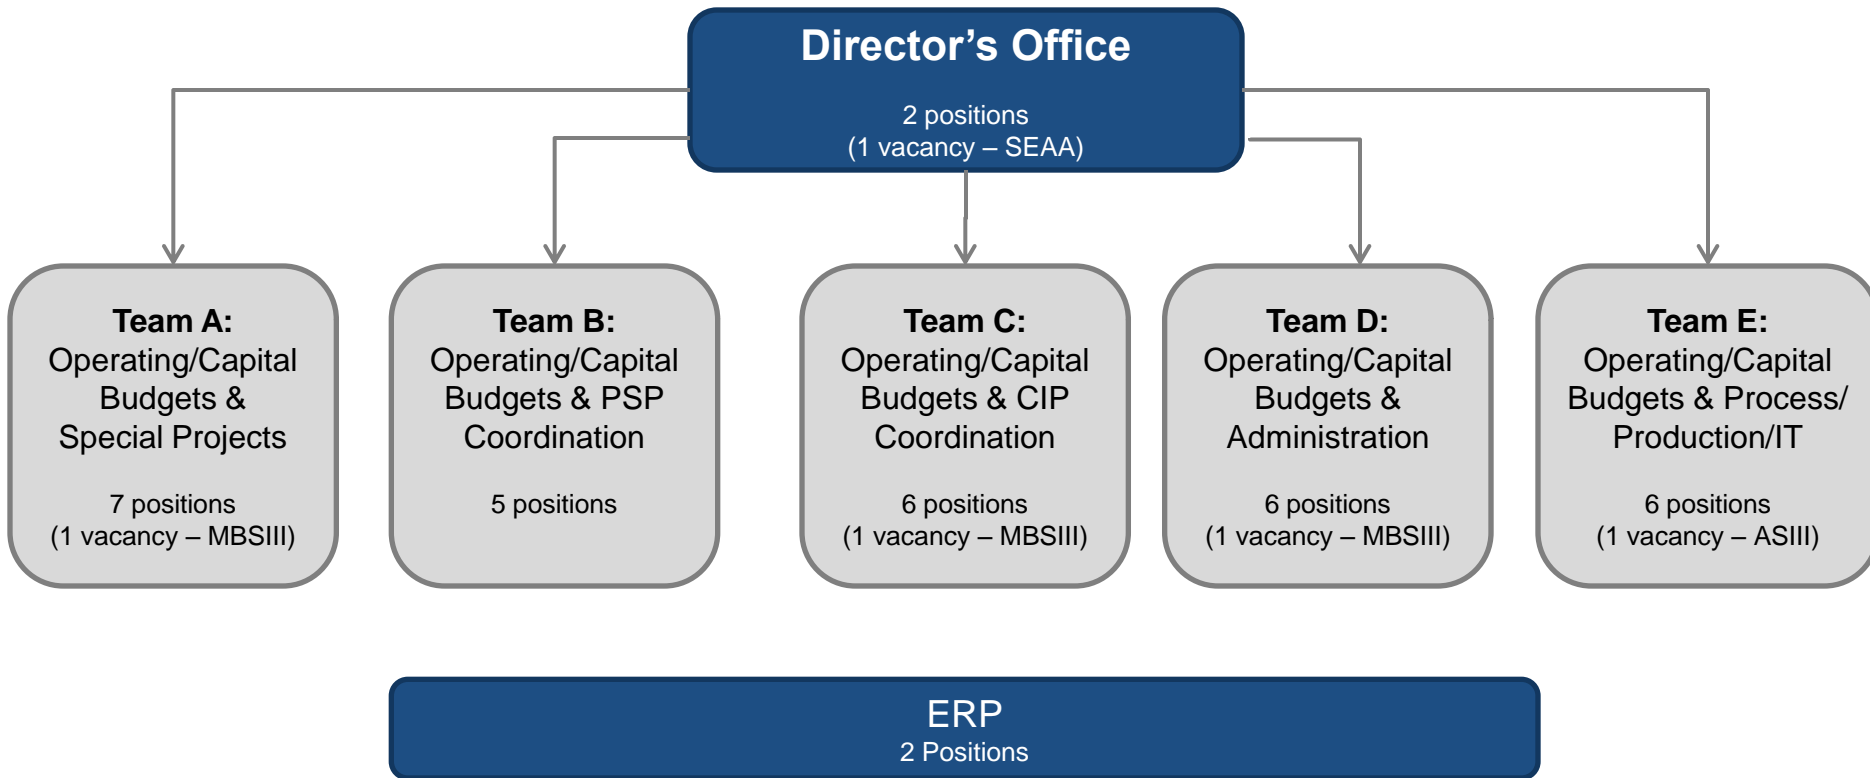 Director’s Office
2 positions
(1 vacancy – SEAA)
Team A:
Operating/Capital
Budgets &
Special Projects
7 positions
(1 vacancy – MBSIII)
Team B:
Operating/Capital
Budgets & PSP
Coordination
5 positions
Team C:
Operating/Capital
Budgets & CIP
Coordination
6 positions
(1 vacancy – MBSIII)
Team D:
Operating/Capital
Budgets &
Administration
6 positions
(1 vacancy – MBSIII)
Team E:
Operating/Capital
Budgets & Process/
Production/IT
6 positions
(1 vacancy – ASIII)
ERP
2 Positions